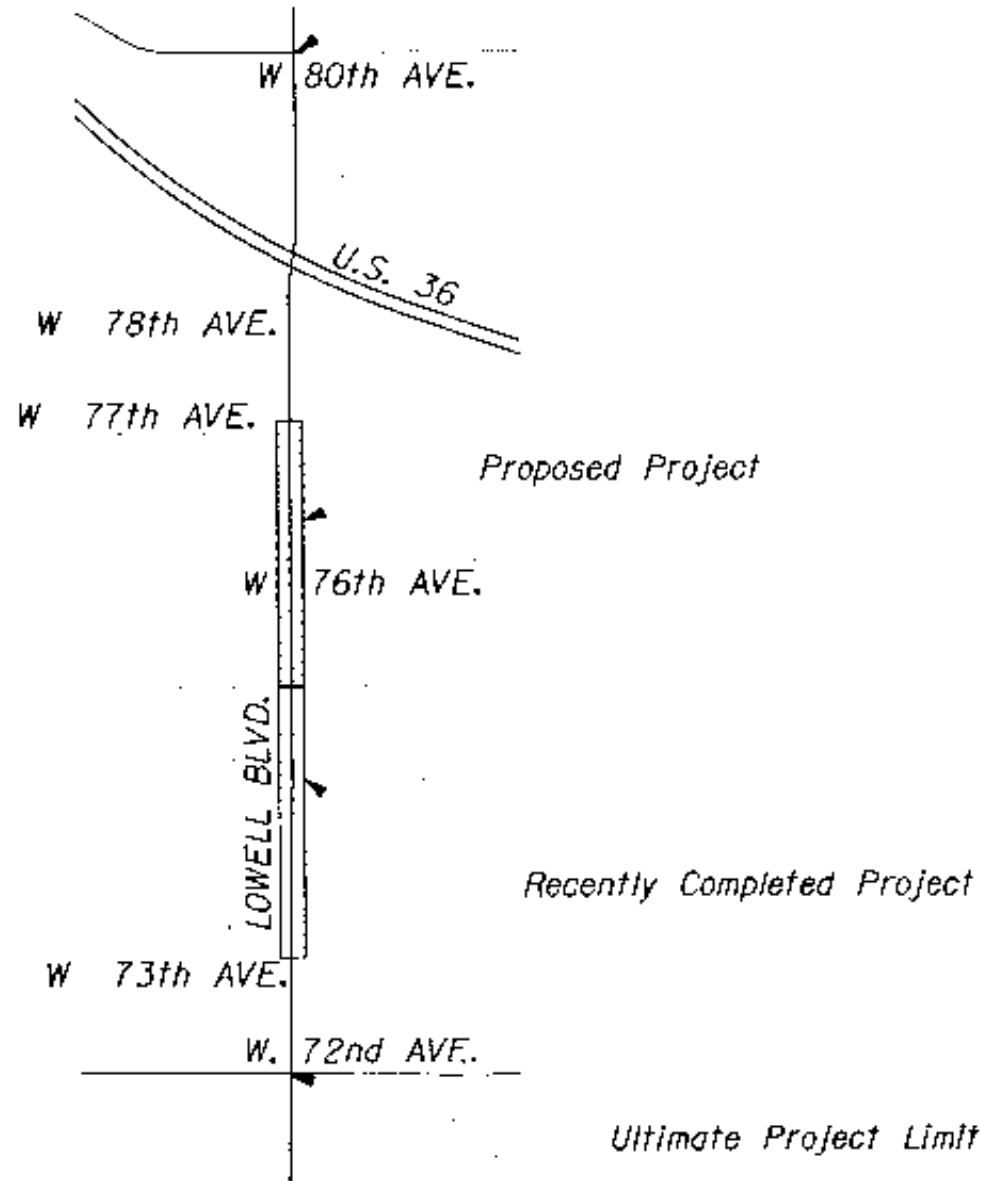 W 80th AVE.
U.S. 36
W 78th AVE.
W 77th AVE.
Proposed Project
W 76th AVE.
LOWELL BLVD.
Recently Completed Project
W 73th AVE.
W. 72nd AVE.
Ultimate Project Limit